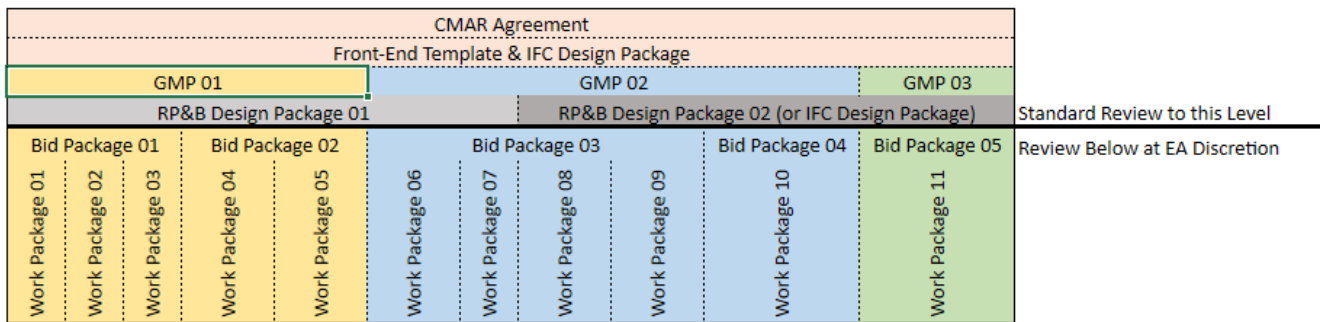 CMAR Agreement
Front-End Template & IFC Design Package
GMP 01 GMP 02 GMP 03
RP&B Design Package 01 RP&B Design Package 02 (or IFC Design Package) Standard Review to this Level
Bid Package 01 Bid Package 02 Bid Package 03 Bid Package 04 Bid Package 05 Review Below at EA Discretion
Work Package 01
Work Package 02
Work Package 03
Work Package 04
Work Package 05
Work Package 06
Work Package 07
Work Package 08
Work Package 09
Work Package 10
Work Package 11